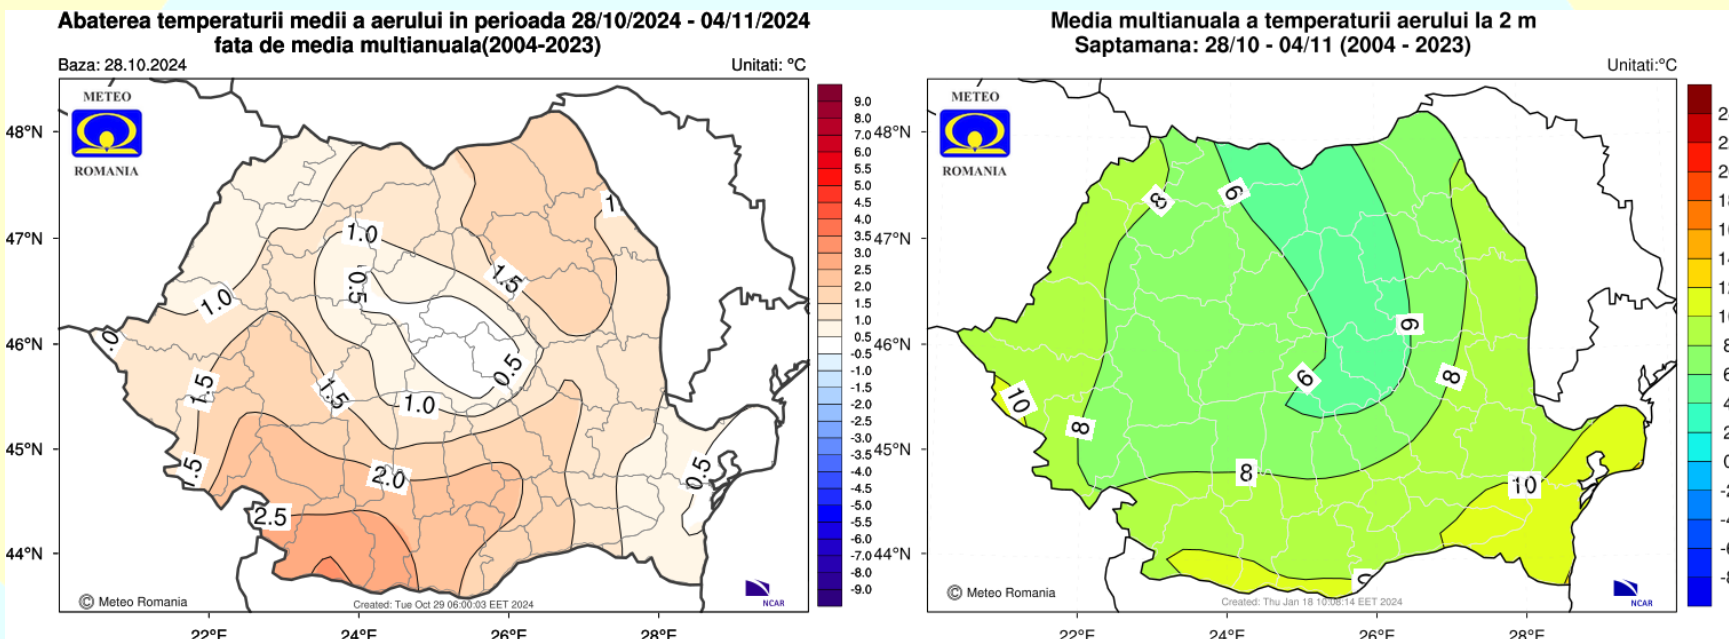 Abaterea temperaturii medii a aerului in perioada 28/10/2024 - 04/11/2024
fata de media multianuala(2004-2023)
Baza: 28.10.2024
Unitati: °C
METEO
ROMANIA
48°N
47°N
46°N
45°N
44°N
22°E
24°E
26°E
28°E
1.0
0.5
1.5
1.0
1.5
1.5
1.0
0.5
2.0
2.5
0.5
9.0
8.0
7.0
6.0
5.5
5.0
4.5
4.0
3.5
3.0
2.5
2.0
1.5
1.0
0.5
-0.5
-1.0
-1.5
-2.0
-2.5
-3.0
-3.5
-4.0
-4.5
-5.0
-5.5
-6.0
-7.0
-8.0
-9.0
© Meteo Romania
Created: Tue Oct 29 06:00:03 EET 2024
NCAR
Media multianuala a temperaturii aerului la 2 m
Saptamana: 28/10 - 04/11 (2004 - 2023)
Unitati:°C
METEO
ROMANIA
48°N
47°N
46°N
45°N
44°N
22°E
24°E
26°E
28°E
8
6
6
6
8
10
8
8
10
8
6
4
2
0
© Meteo Romania
Created: Thu Jan 18 10:08:14 EET 2024
NCAR